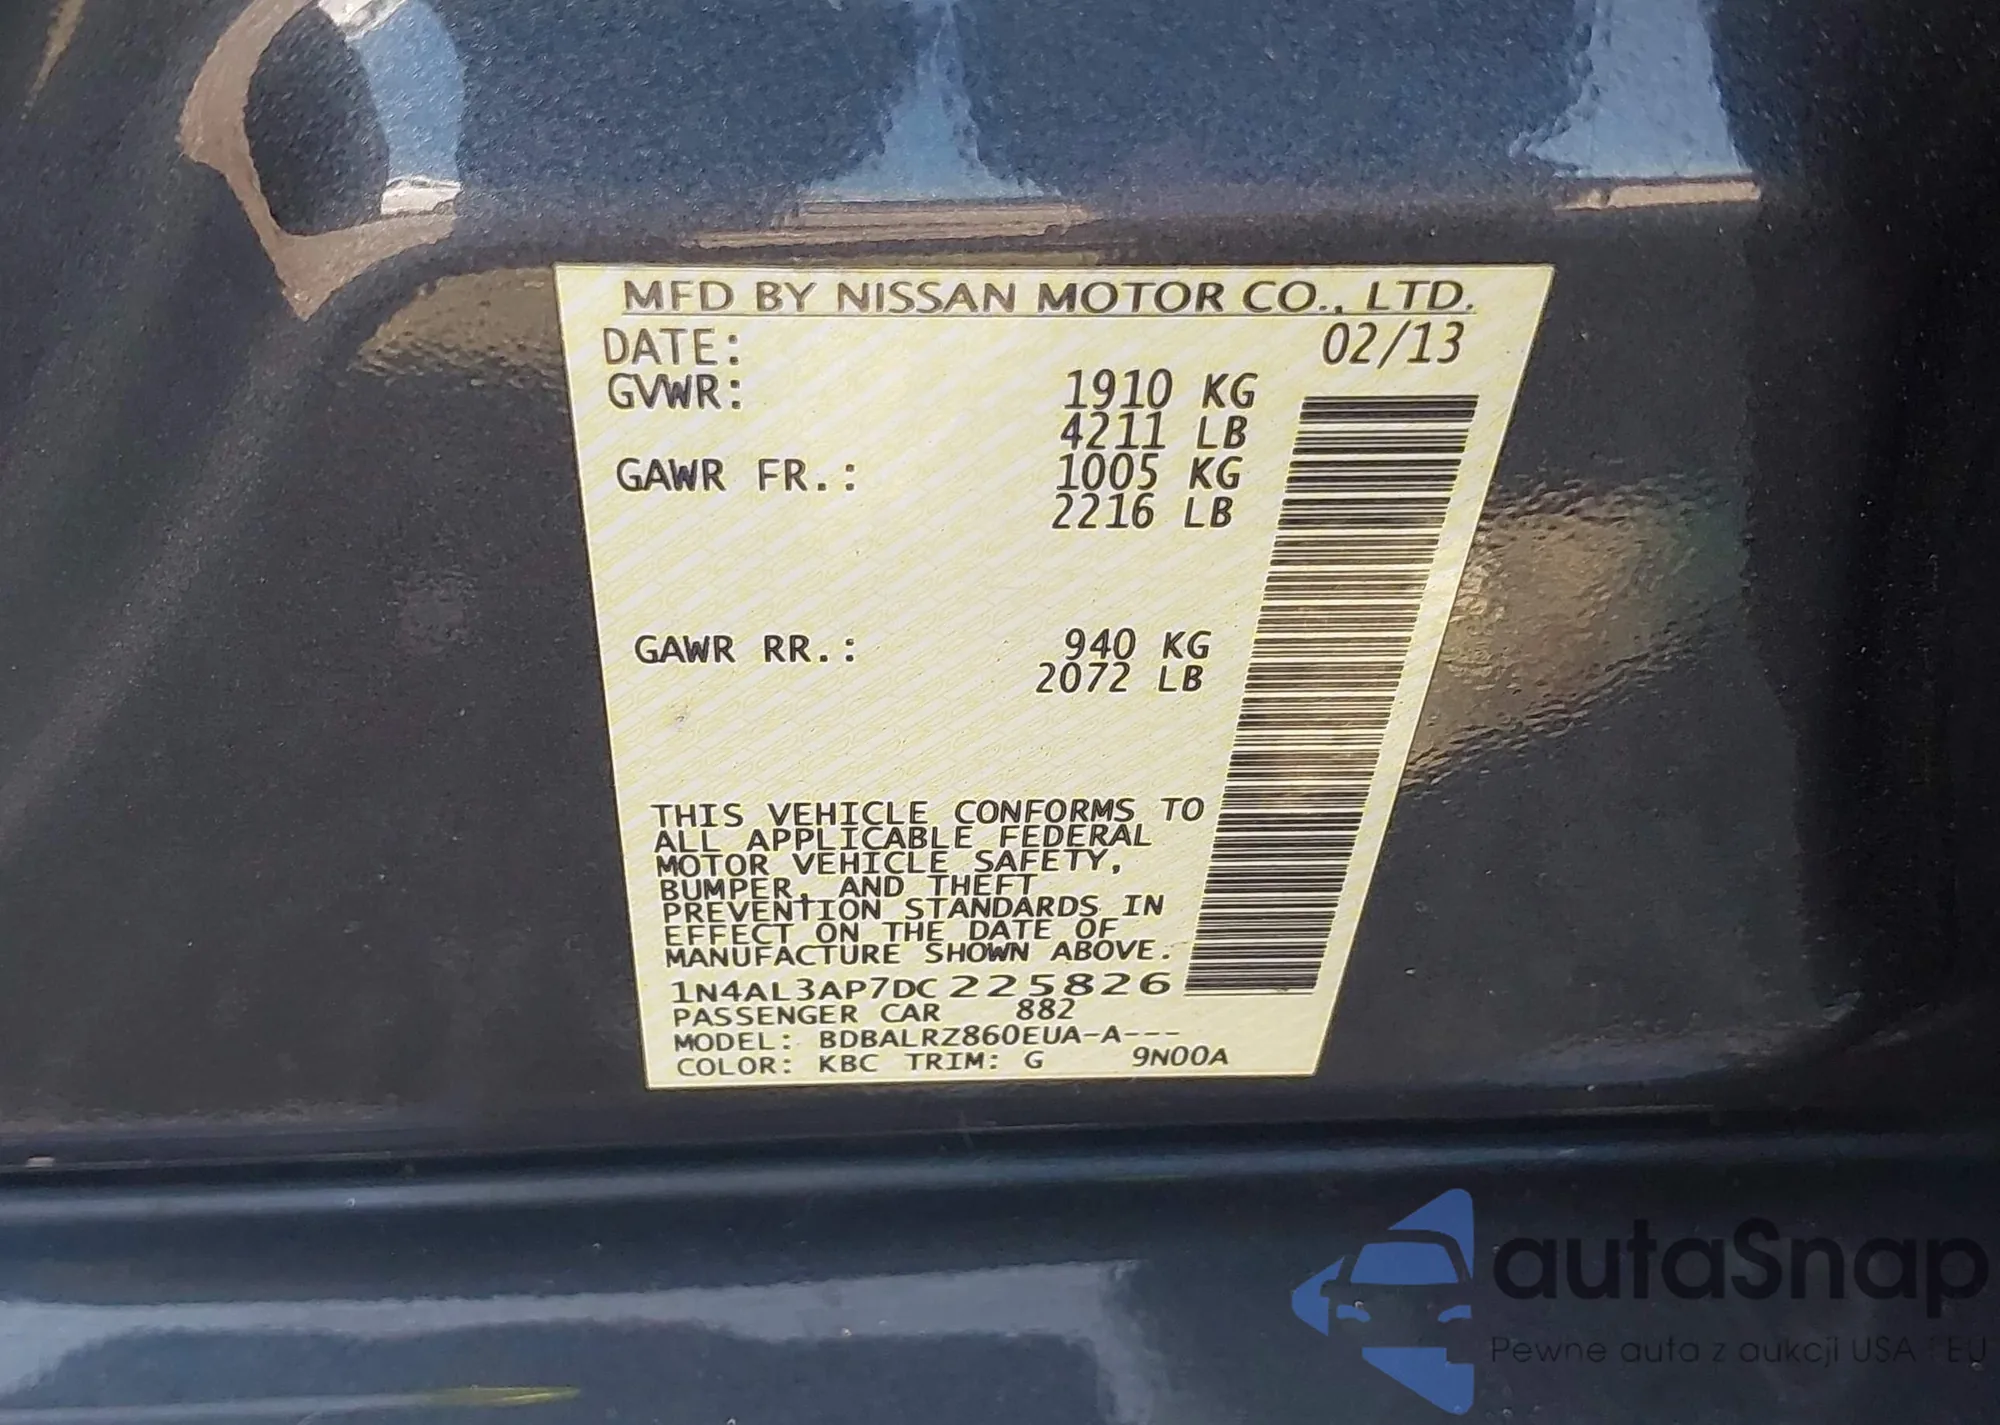 MFD BY NISSAN MOTOR CO., LTD.
DATE: 02/13
GVWR: 1910 KG
4211 LB
GAWR FR.: 1005 KG
2216 LB
GAWR RR.: 940 KG
2072 LB
THIS VEHICLE CONFORMS TO
ALL APPLICABLE FEDERAL
MOTOR VEHICLE SAFETY,
BUMPER, AND THEFT
PREVENTION STANDARDS IN
EFFECT ON THE DATE OF
MANUFACTURE SHOWN ABOVE.
1N4AL3AP7DC225826
PASSENGER CAR 882
MODEL: BDBALRZ860EUA-A---
COLOR: KBC TRIM: G 9N00A
autaSnap
Pewne auta z aukcji USA i EU